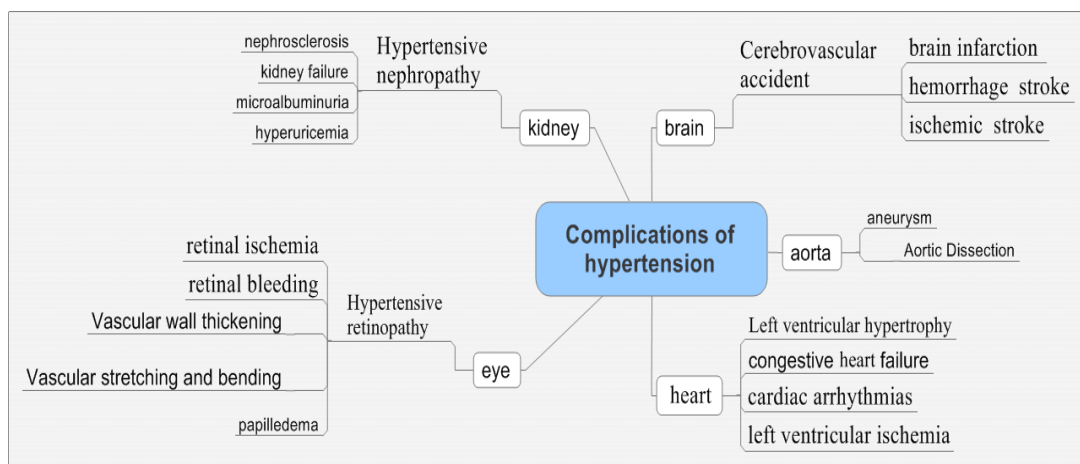 nephrosclerosis
kidney failure
microalbuminuria
hyperuricemia
Hypertensive
nephropathy
kidney
brain
Cerebrovascular
accident
brain infarction
hemorrhage stroke
ischemic stroke
Complications of
hypertension
aorta
aneurysm
Aortic Dissection
retinal ischemia
retinal bleeding
Vascular wall thickening
Vascular stretching and bending
papilledema
Hypertensive
retinopathy
eye
heart
Left ventricular hypertrophy
congestive heart failure
cardiac arrhythmias
left ventricular ischemia